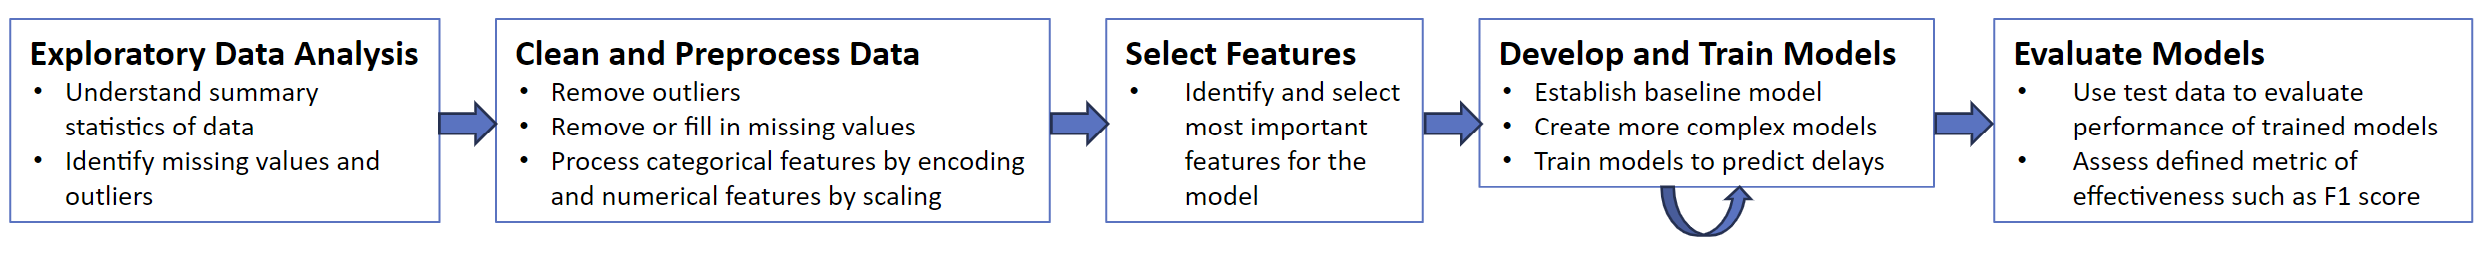 Exploratory Data Analysis
• Understand summary
statistics of data
• Identify missing values and
outliers
Clean and Preprocess Data
• Remove outliers
• Remove or fill in missing values
• Process categorical features by encoding
and numerical features by scaling
Select Features
• Identify and select
most important
features for the
model
Develop and Train Models
• Establish baseline model
• Create more complex models
• Train models to predict delays
Evaluate Models
• Use test data to evaluate
performance of trained models
• Assess defined metric of
effectiveness such as F1 score